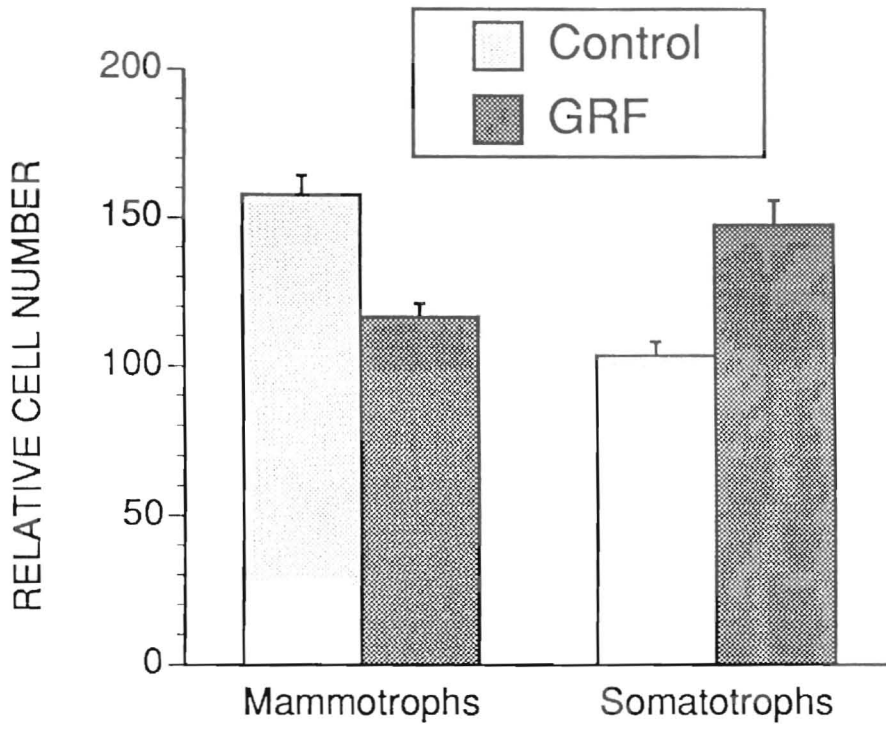 Control
GRF
RELATIVE CELL NUMBER
200
150
100
50
0
Mammotrophs
Somatotrophs